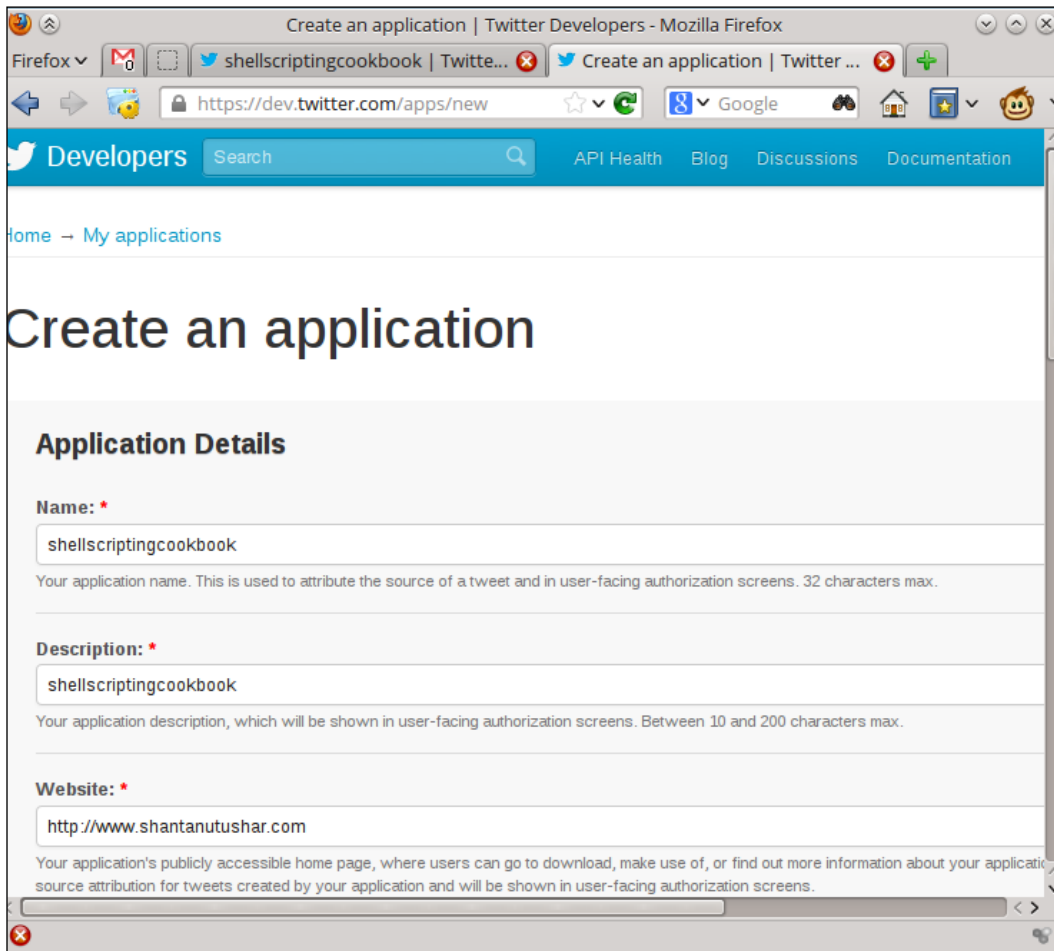 Create an application | Twitter Developers - Mozilla Firefox
Firefox
0
shellscriptingcookbook | Twitte...
Create an application | Twitter ...
https://dev.twitter.com/apps/new
8
Google
Developers
Search
API Health
Blog
Discussions
Documentation
Home → My applications
Create an application
Application Details
Name: *
shellscriptingcookbook
Your application name. This is used to attribute the source of a tweet and in user-facing authorization screens. 32 characters max.
Description: *
shellscriptingcookbook
Your application description, which will be shown in user-facing authorization screens. Between 10 and 200 characters max.
Website: *
http://www.shantanutushar.com
Your application's publicly accessible home page, where users can go to download, make use of, or find out more information about your applicatio
source attribution for tweets created by your application and will be shown in user-facing authorization screens.